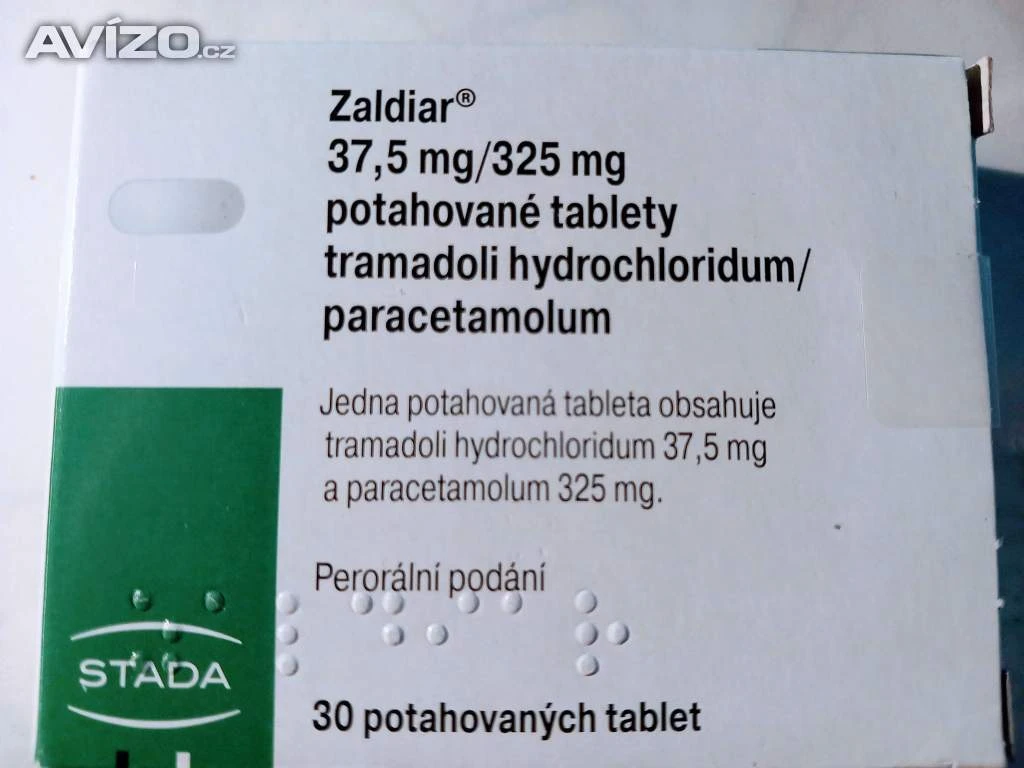 AVÍZO.cz
Zaldiar®
37,5 mg/325 mg
potahované tablety
tramadoli hydrochloridum/
paracetamolum
Jedna potahovaná tableta obsahuje
tramadoli hydrochloridum 37,5 mg
a paracetamolum 325 mg.
Perorální podání
STADA
30 potahovaných tablet